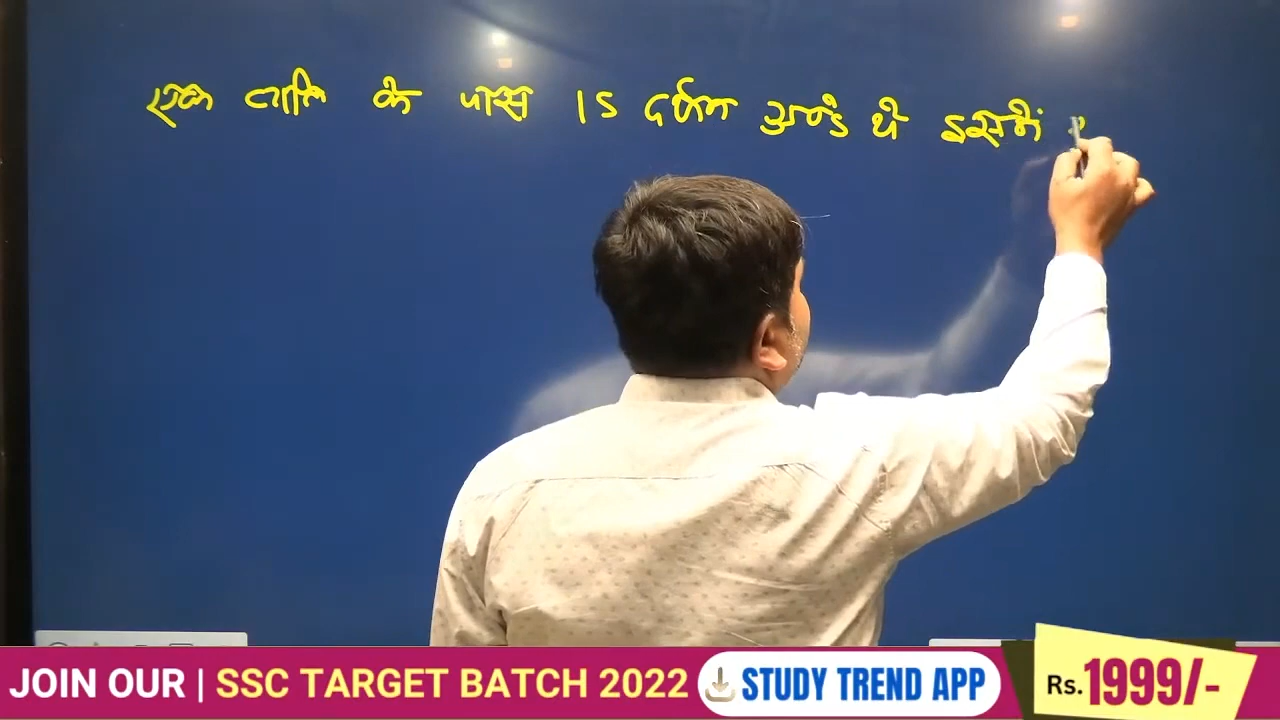 एक व्यक्ति के पास 15 दर्जन अण्डे थे इसमें
JOIN OUR | SSC TARGET BATCH 2022 STUDY TREND APP Rs.1999/-